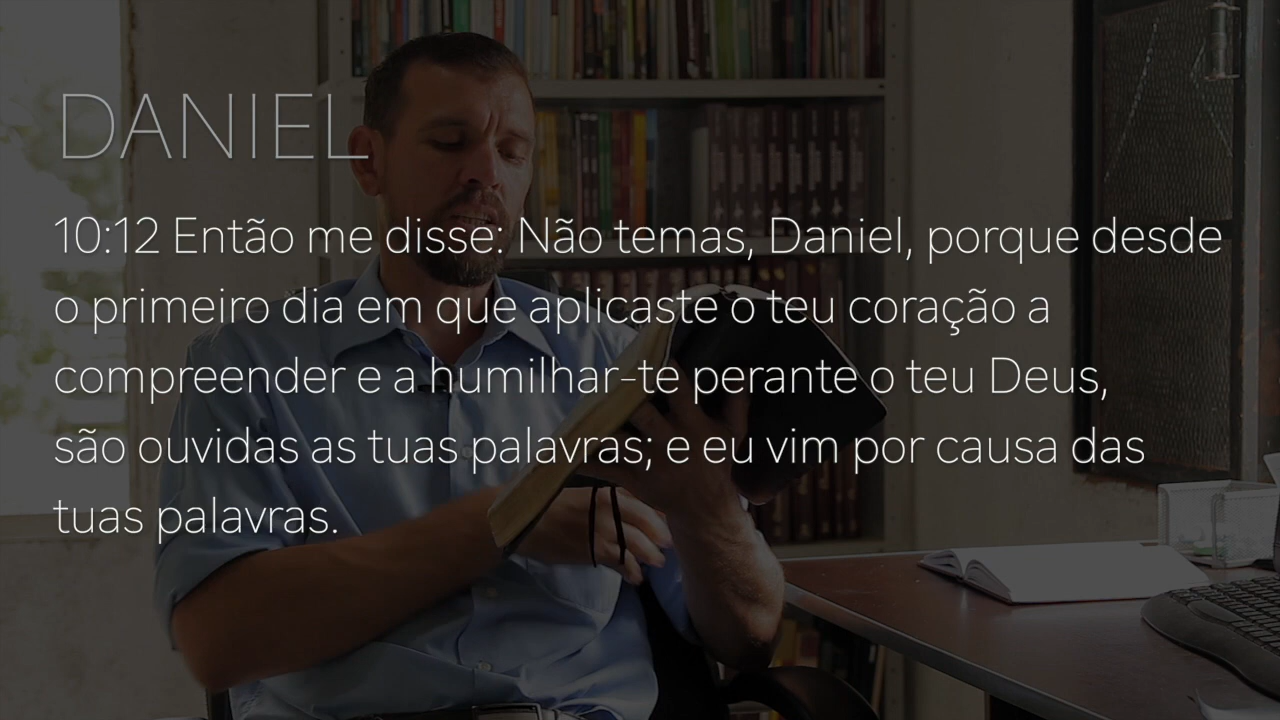 DANIEL
10:12 Então me disse: Não temas, Daniel, porque desde
o primeiro dia em que aplicaste o teu coração a
compreender e a humilhar-te perante o teu Deus,
são ouvidas as tuas palavras; e eu vim por causa das
tuas palavras.